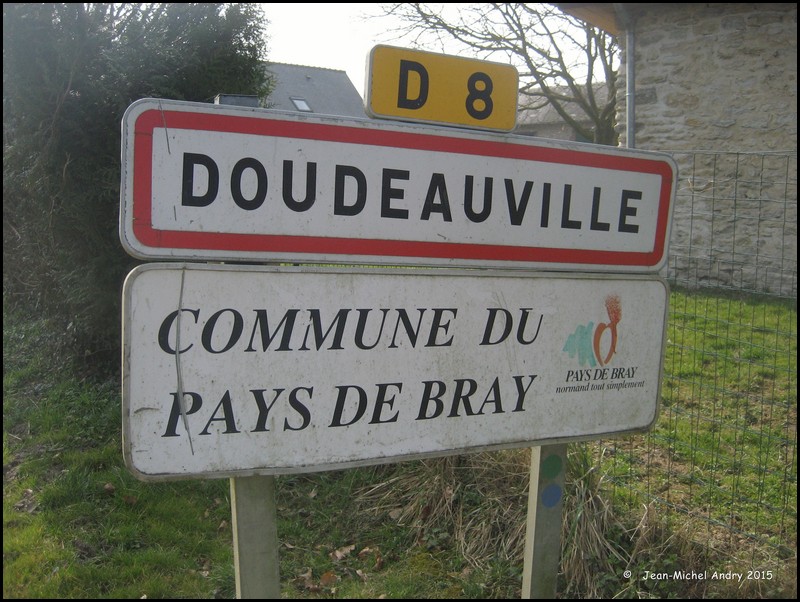 D 8
DOUDEAUVILLE
COMMUNE DU
PAYS DE BRAY
PAYS DE BRAY
normand tout simplement
© Jean-Michel Andry 2015